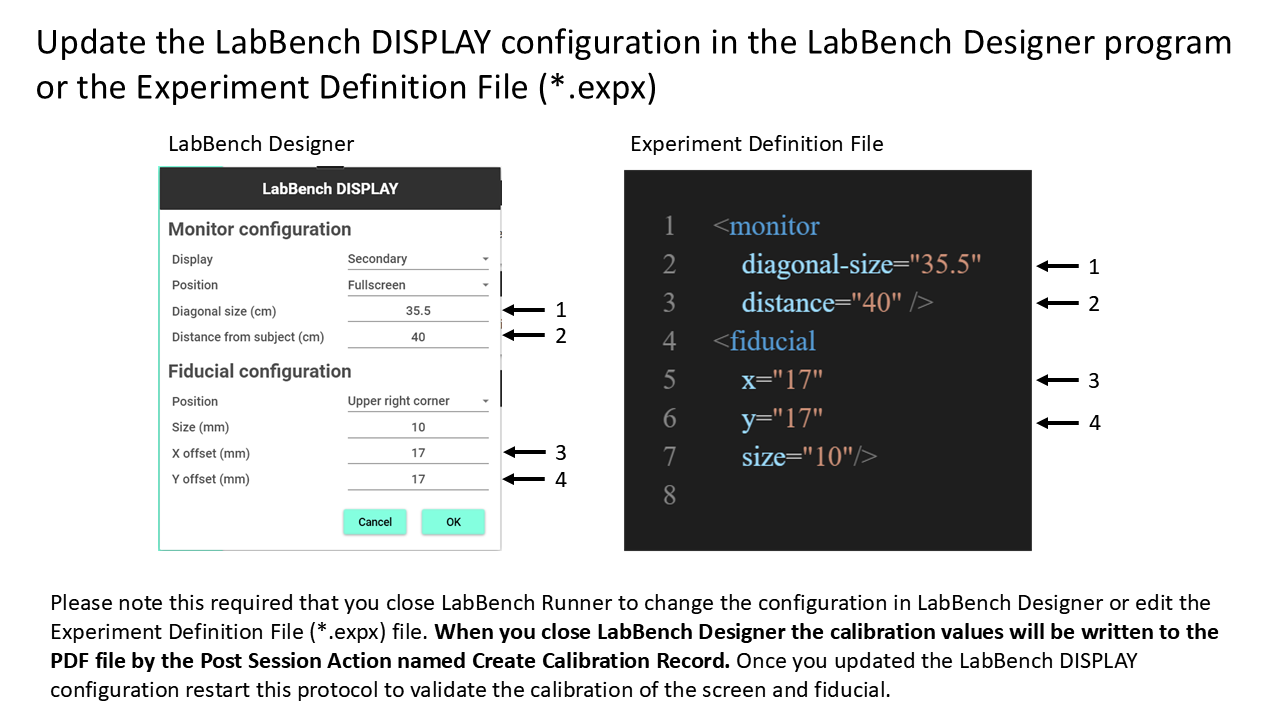 Update the LabBench DISPLAY configuration in the LabBench Designer program
or the Experiment Definition File (*.expx)
LabBench Designer
LabBench DISPLAY
Monitor configuration
Display Secondary
Position Fullscreen
Diagonal size (cm) 35.5 1
Distance from subject (cm) 40 2
Fiducial configuration
Position Upper right corner
Size (mm) 10
X offset (mm) 17 3
Y offset (mm) 17 4
Cancel OK
Experiment Definition File
1 <monitor
2 diagonal-size="35.5" 1
3 distance="40" /> 2
4 <fiducial
5 x="17" 3
6 y="17" 4
7 size="10"/>
8
Please note this required that you close LabBench Runner to change the configuration in LabBench Designer or edit the
Experiment Definition File (*.expx) file. When you close LabBench Designer the calibration values will be written to the
PDF file by the Post Session Action named Create Calibration Record. Once you updated the LabBench DISPLAY
configuration restart this protocol to validate the calibration of the screen and fiducial.